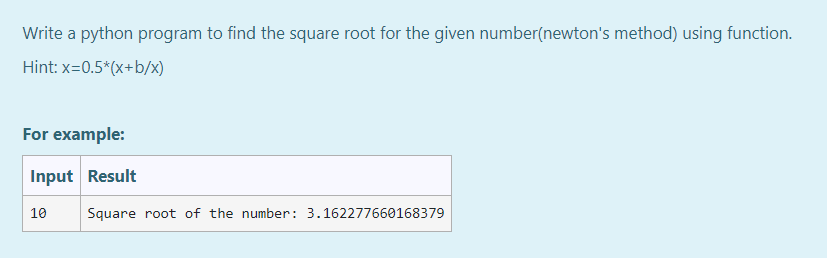 Write a python program to find the square root for the given number(newton's method) using function.
Hint: x=0.5*(x+b/x)
For example:
Input Result
10 Square root of the number: 3.162277660168379